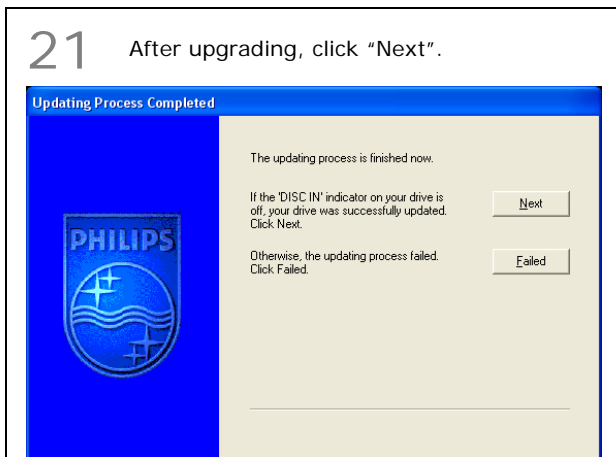 21 After upgrading, click “Next”.
Updating Process Completed
The updating process is finished now.
If the 'DISC IN' indicator on your drive is
off, your drive was successfully updated.
Click Next.
Next
Otherwise, the updating process failed.
Click Failed.
Failed
PHILIPS